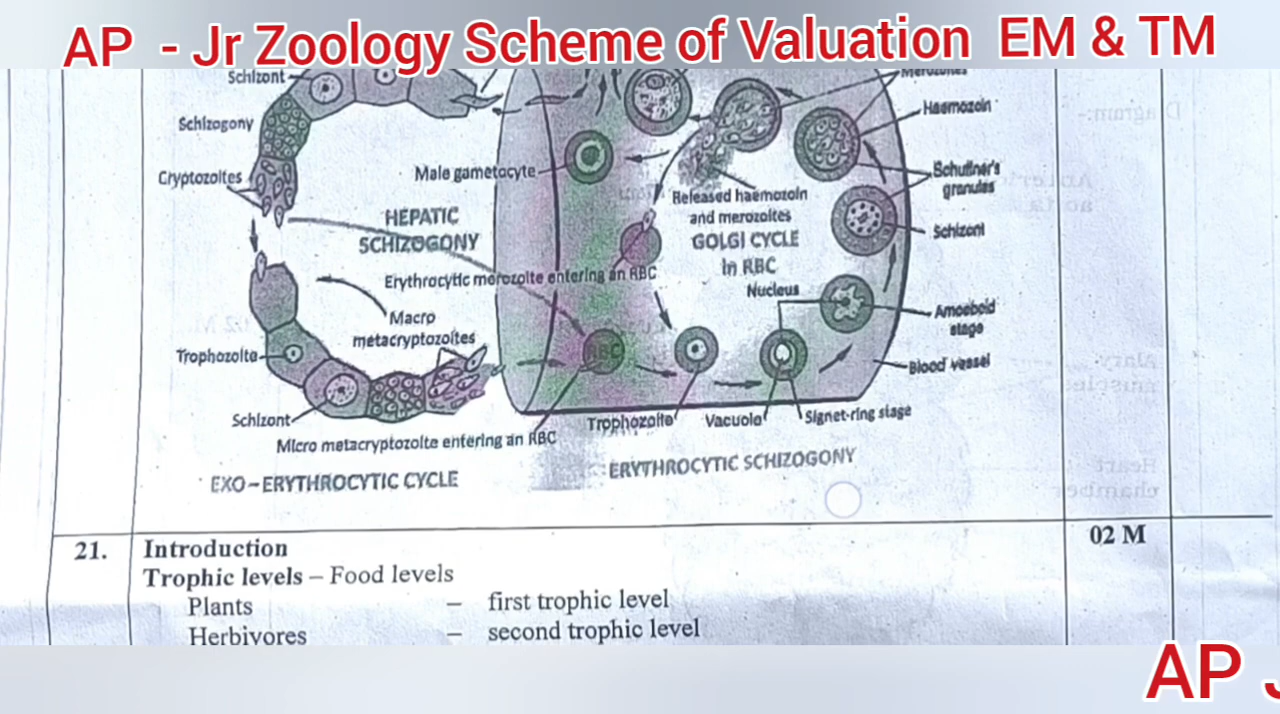 AP - Jr Zoology Scheme of Valuation EM & TM
Schizont
Schizogony
Cryptozoites
Male gametocyte
HEPATIC
SCHIZOGONY
Erythrocytic merozoite entering an RBC
Macro
metacryptozoites
Trophozoite
Schizont
Micro metacryptozoite entering an RBC
EXO-ERYTHROCYTIC CYCLE
Merozoites
Haemozoin
Schuffner's
granules
Released haemozoin
and merozoites
GOLGI CYCLE
in RBC
Schizont
Nucleus
Amoeboid
stage
Blood vessel
RBC
Trophozoite
Vacuole
Signet-ring stage
ERYTHROCYTIC SCHIZOGONY
21. Introduction 02 M
Trophic levels – Food levels
Plants – first trophic level
Herbivores – second trophic level
AP J